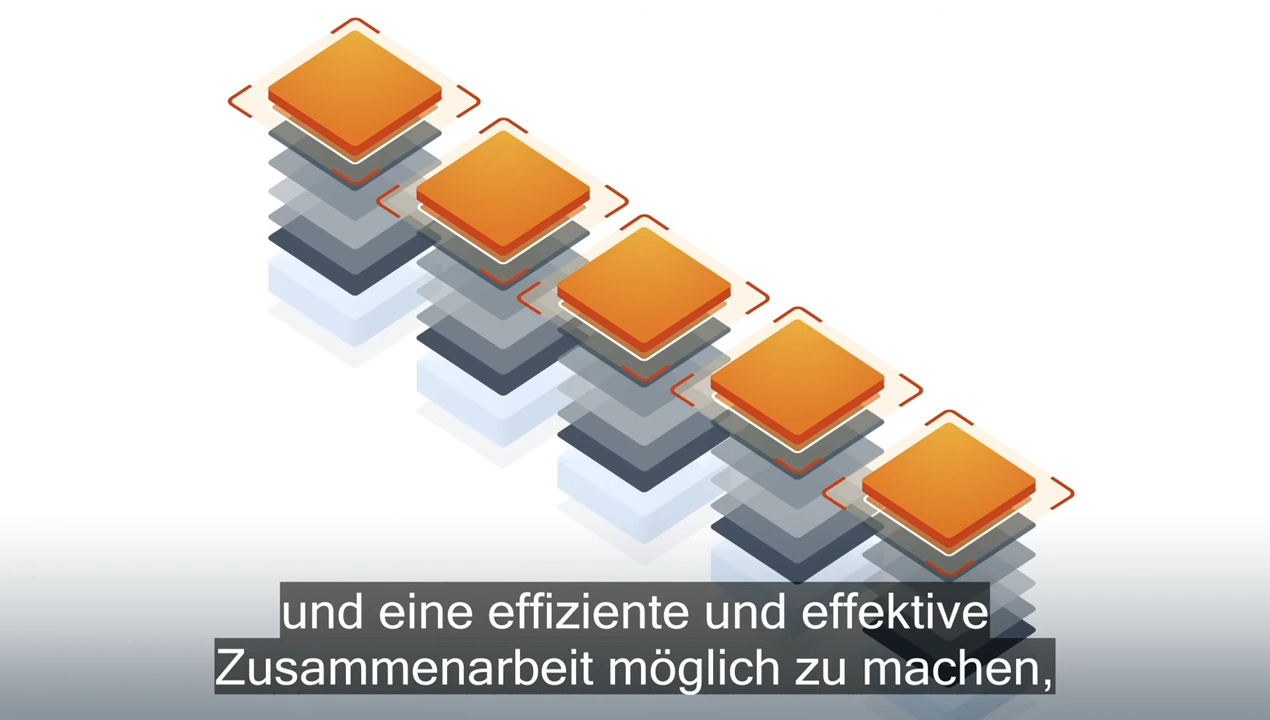 und eine effiziente und effektive
Zusammenarbeit möglich zu machen,